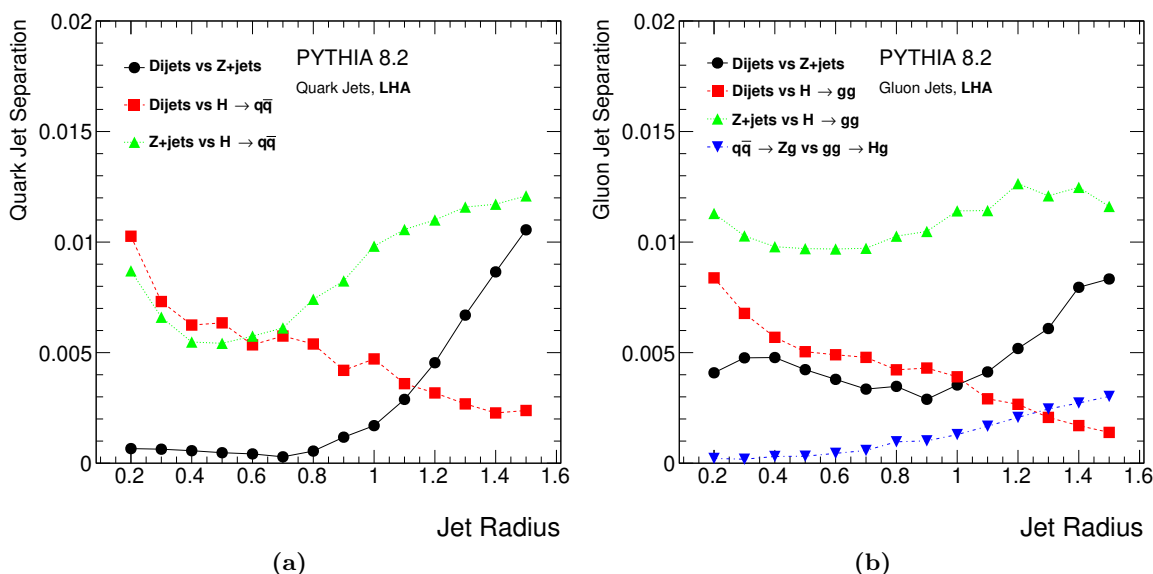 Quark Jet Separation
0.02
0.015
0.01
0.005
0
Dijets vs Z+jets
Dijets vs H → qq̅
Z+jets vs H → qq̅
PYTHIA 8.2
Quark Jets, LHA
0.2 0.4 0.6 0.8 1 1.2 1.4 1.6
Jet Radius
(a)
Gluon Jet Separation
0.02
0.015
0.01
0.005
0
Dijets vs Z+jets
Dijets vs H → gg
Z+jets vs H → gg
qq̅ → Zg vs gg → Hg
PYTHIA 8.2
Gluon Jets, LHA
0.2 0.4 0.6 0.8 1 1.2 1.4 1.6
Jet Radius
(b)